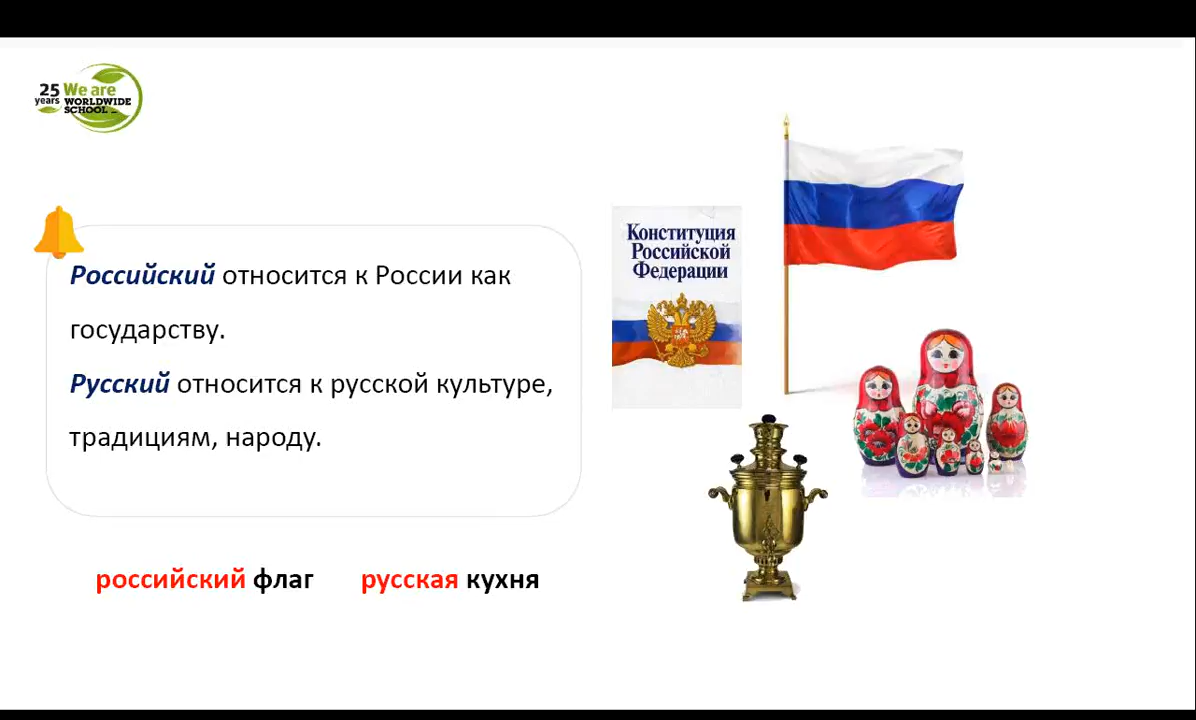 25 We are
years WORLDWIDE
SCHOOL
Российский относится к России как
государству.
Русский относится к русской культуре,
традициям, народу.
российский флаг русская кухня
Конституция
Российской
Федерации